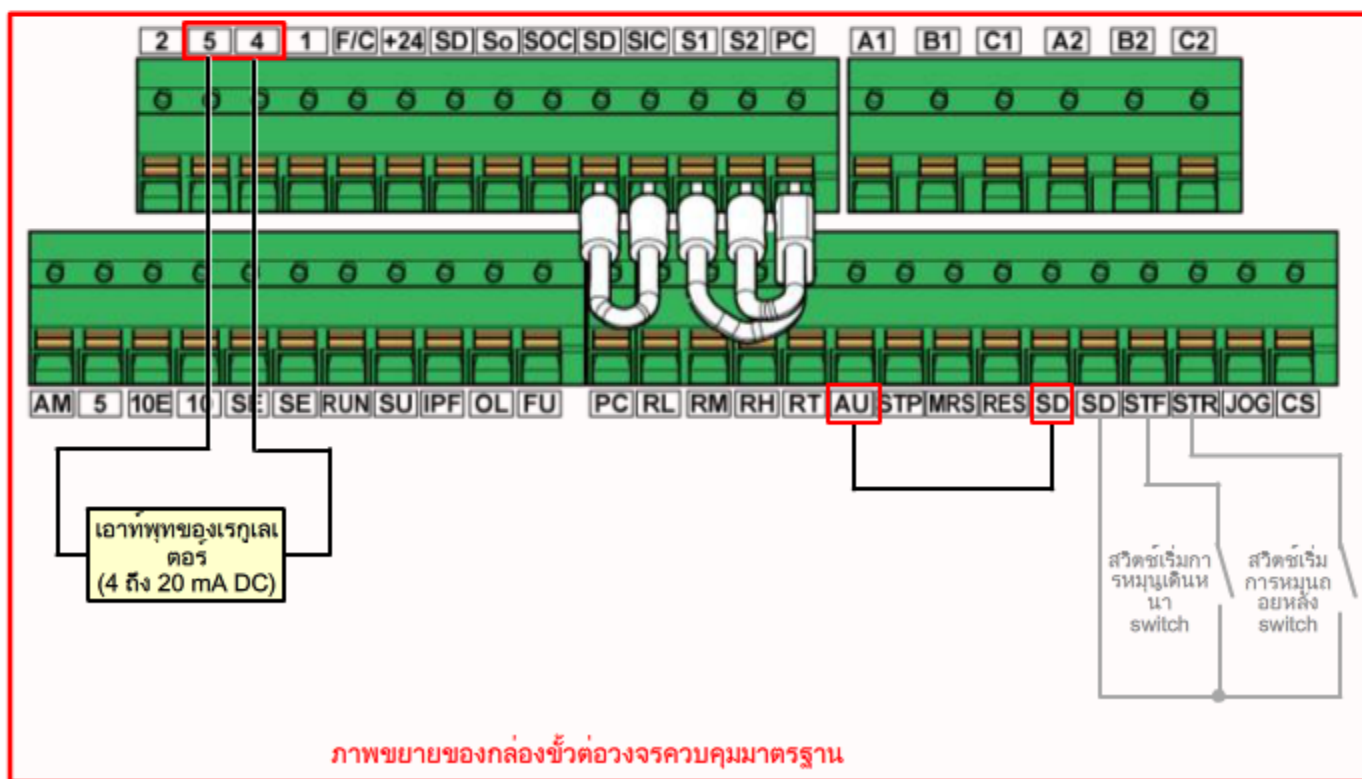 2 5 4 1 F/C +24 SD So SOC SD SIC S1 S2 PC A1 B1 C1 A2 B2 C2
AM 5 10E 10 SE SE RUN SU IPF OL FU PC RL RM RH RT AU STP MRS RES SD SD STF STR JOG CS
เอาท์พุทของเรกูเลเ
ตอร์
(4 ถึง 20 mA DC)
สวิตช์เริ่มกา
รหมุนเดินห
นา
switch
สวิตช์เริ่ม
การหมุนถ
อยหลัง
switch
ภาพขยายของกล่องขั้วต่อวงจรควบคุมมาตรฐาน